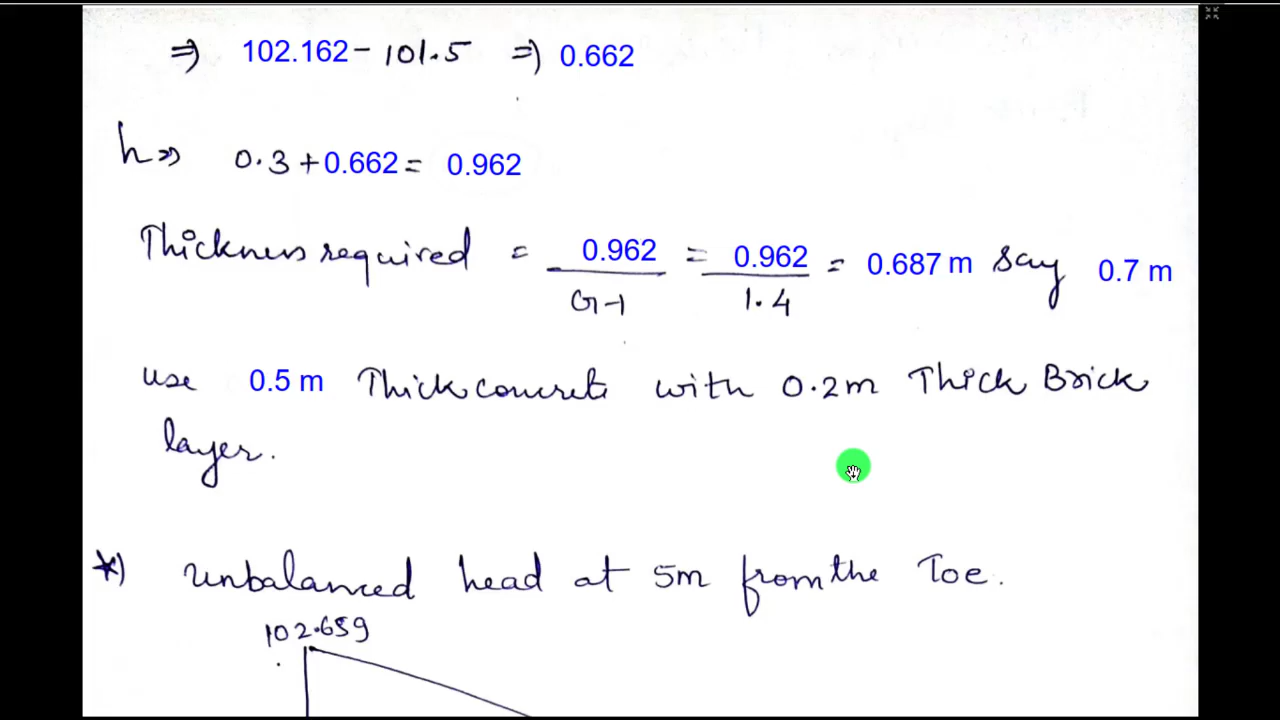 ⇒ 102.162 - 101.5 ⇒ 0.662
h ⇒ 0.3 + 0.662 = 0.962
Thickness required = 0.962 / G-1 = 0.962 / 1.4 = 0.687 m say 0.7 m
use 0.5 m Thick concrete with 0.2m Thick Brick
layer.
*) unbalanced head at 5m from the Toe.
102.659